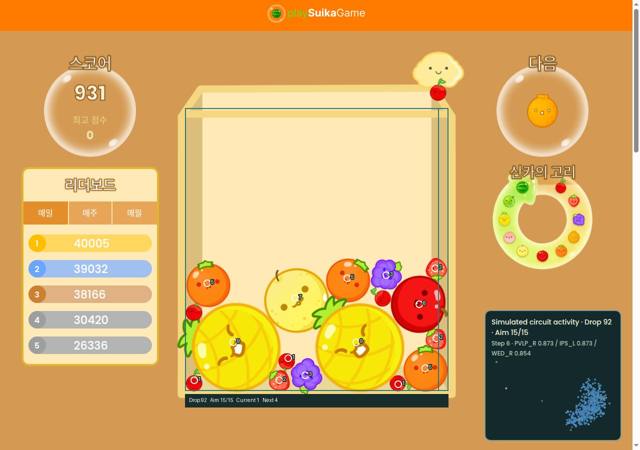 playSuikaGame
스코어
931
최고 점수
0
다음
리더보드
매일 매주 매월
1 40005
2 39032
3 38166
4 30420
5 26336
신카의 고리
Simulated circuit activity · Drop 92
· Aim 15/15
Step 6 · PVLP_R 0.873 / IPS_L 0.873 /
WED_R 0.854
Drop92 Aim 15/15 Current 1 Next 4